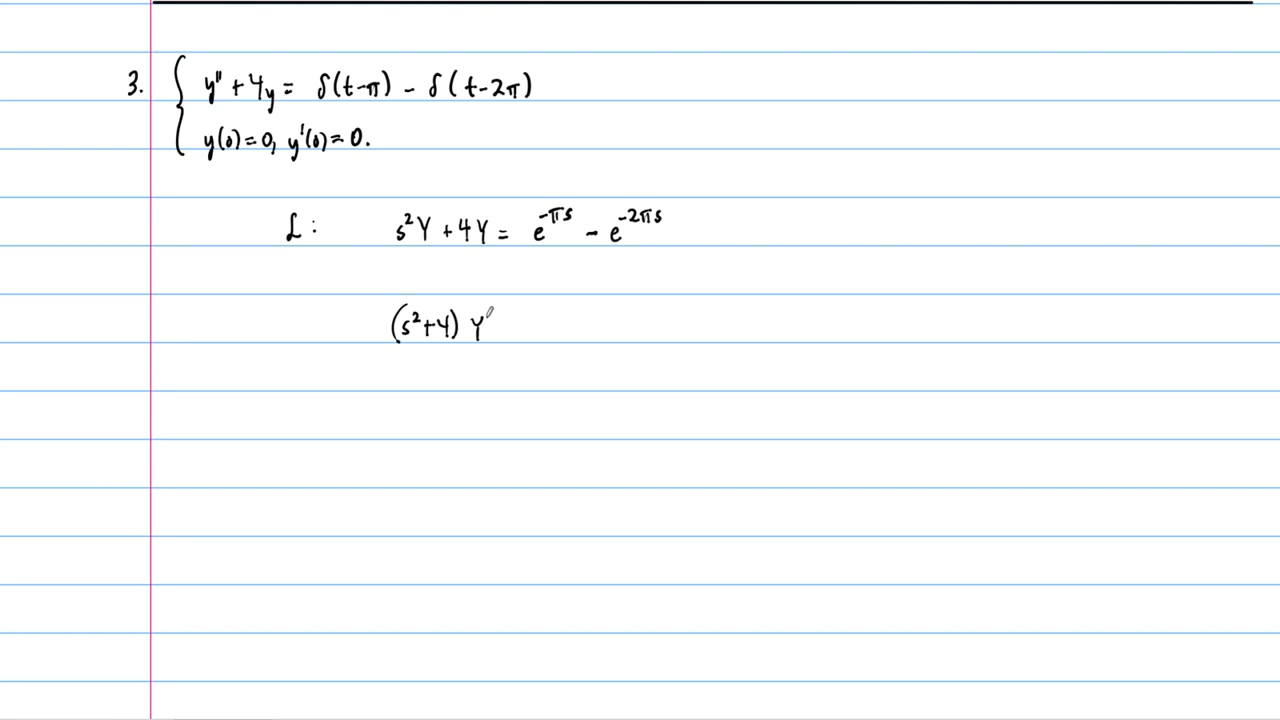 3. { y'' + 4y = δ(t-π) - δ(t-2π)
y(0)=0, y'(0)=0.
ℒ: s²Y + 4Y = e^{-πs} - e^{-2πs}
(s²+4) Y